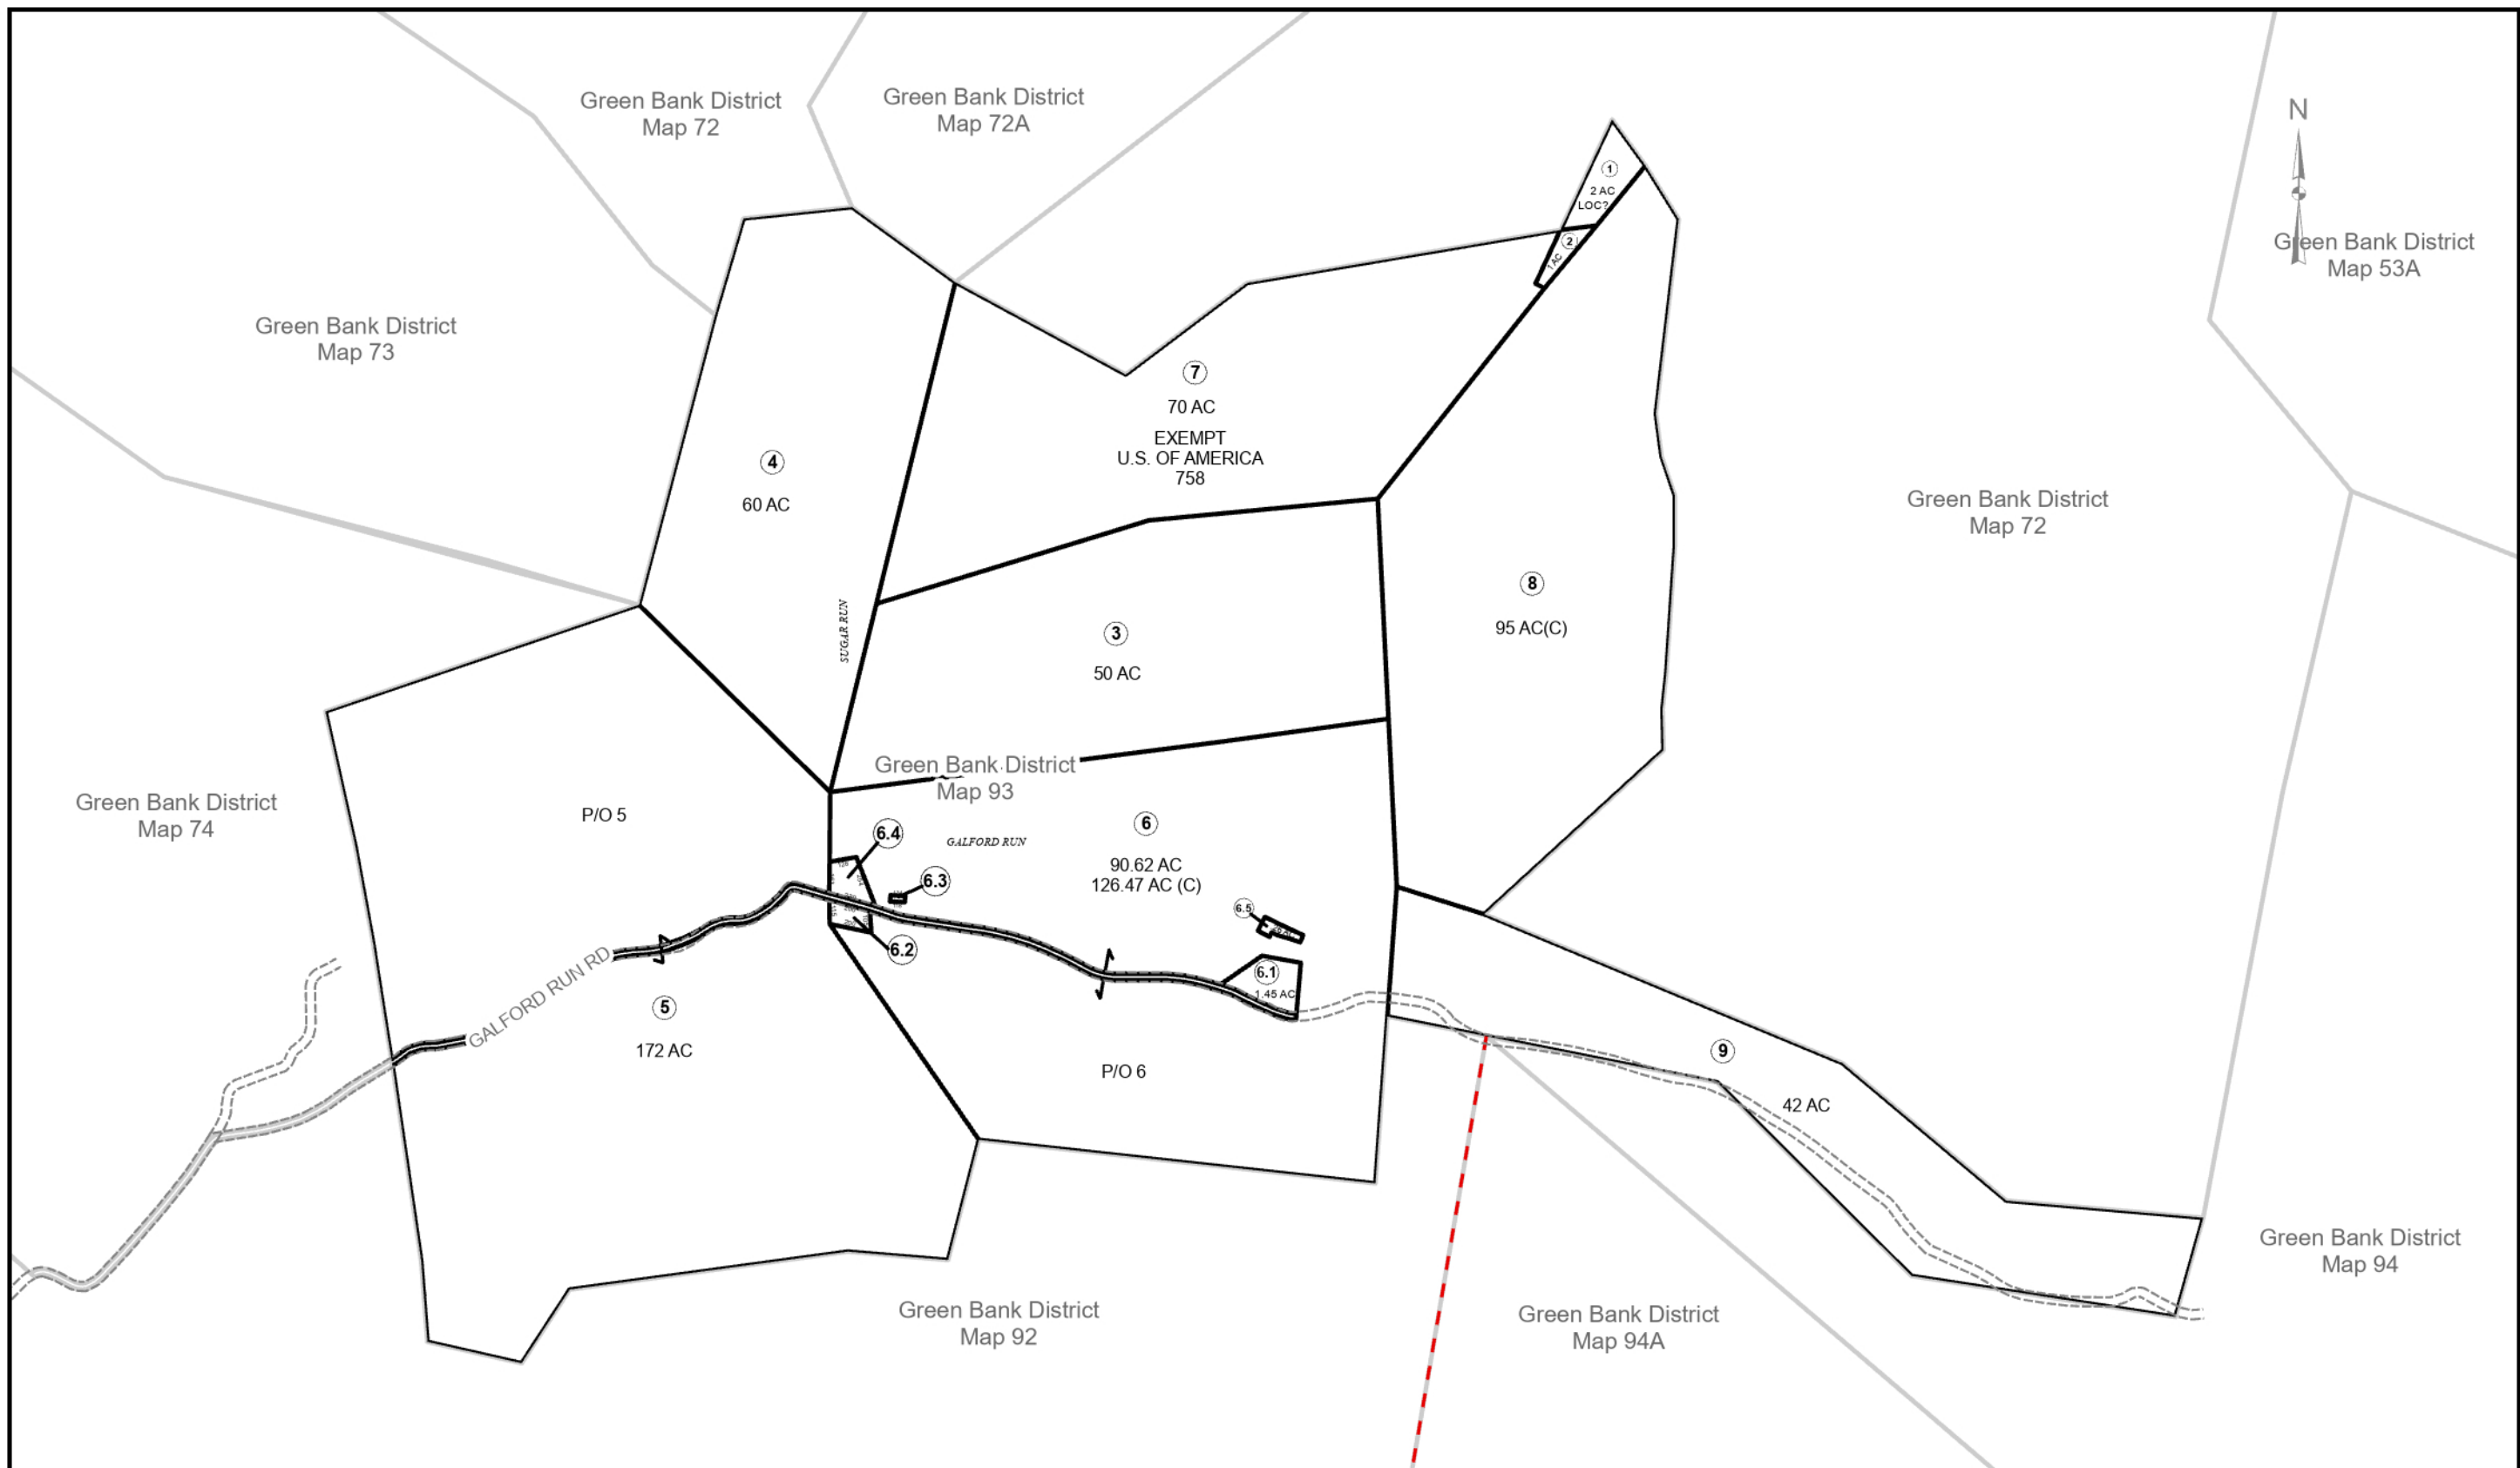 Green Bank District
Map 72
Green Bank District
Map 72A
N
Green Bank District
Map 53A
1
2 AC
LOC?
2
1 AC
Green Bank District
Map 73
7
70 AC
EXEMPT
U.S. OF AMERICA
758
4
60 AC
Green Bank District
Map 72
8
95 AC(C)
SUGAR RUN
3
50 AC
Green Bank District
Map 93
Green Bank District
Map 74
P/O 5
6.4
GALFORD RUN
6
90.62 AC
126.47 AC (C)
6.3
6.5
6.2
6.1
1.45 AC
GALFORD RUN RD
5
172 AC
P/O 6
9
42 AC
Green Bank District
Map 94
Green Bank District
Map 92
Green Bank District
Map 94A